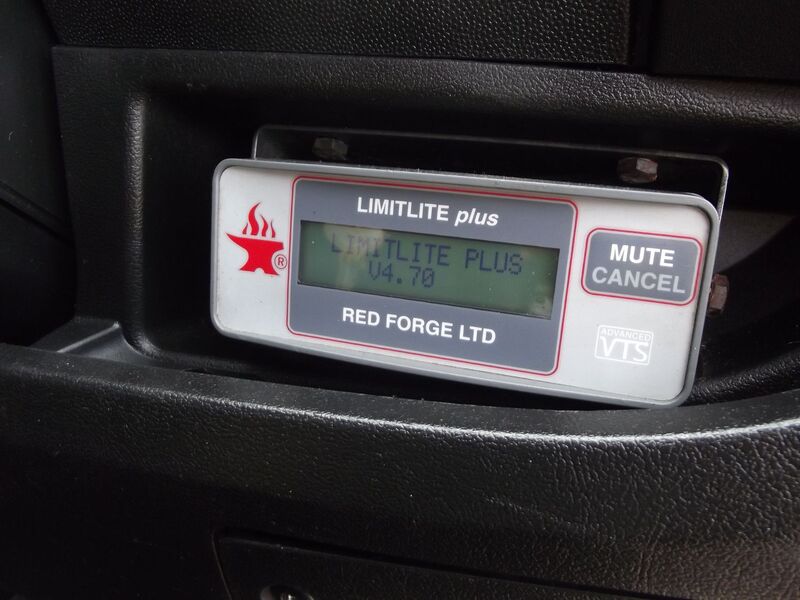 LIMITLITE plus
LIMITLITE PLUS
V4.70
RED FORGE LTD
®
MUTE
CANCEL
ADVANCED
VTS